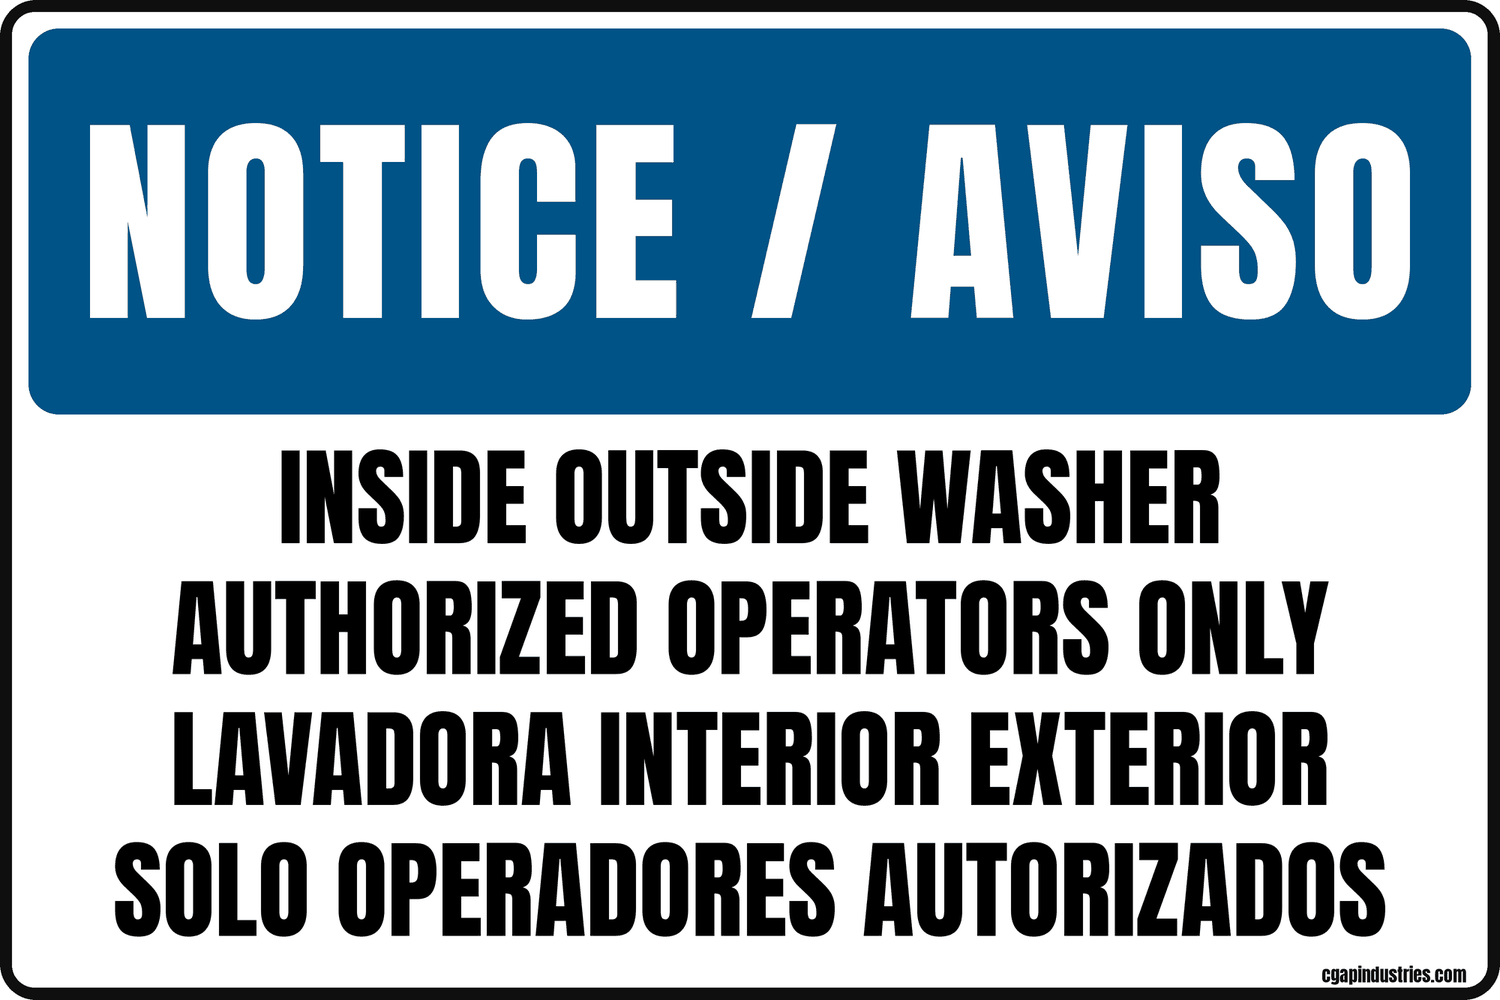 NOTICE / AVISO
INSIDE OUTSIDE WASHER
AUTHORIZED OPERATORS ONLY
LAVADORA INTERIOR EXTERIOR
SOLO OPERADORES AUTORIZADOS
cgapindustries.com